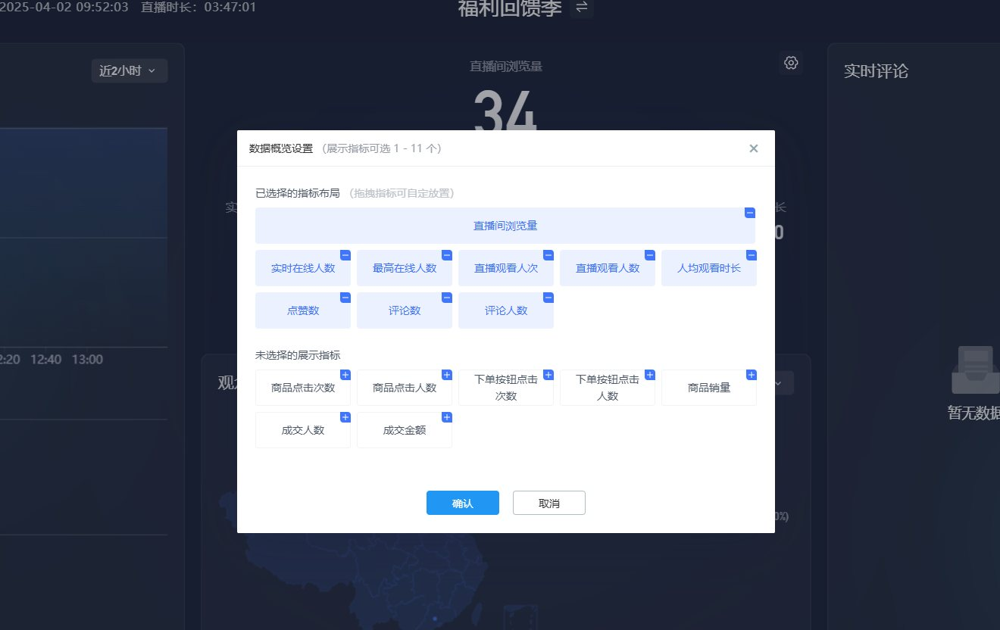 2025-04-02 09:52:03 直播时长：03:47:01
福利回馈季
近2小时
直播间浏览量
34
实时评论
数据概览设置 （展示指标可选 1 - 11 个）
已选择的指标布局 （拖拽指标可自定放置）
实
长
直播间浏览量
0
实时在线人数 最高在线人数 直播观看人次 直播观看人数 人均观看时长
点赞数 评论数 评论人数
未选择的展示指标
2:20 12:40 13:00
观
商品点击次数 商品点击人数 下单按钮点击次数 下单按钮点击人数 商品销量
暂无数据
成交人数 成交金额
确认 取消
0%)